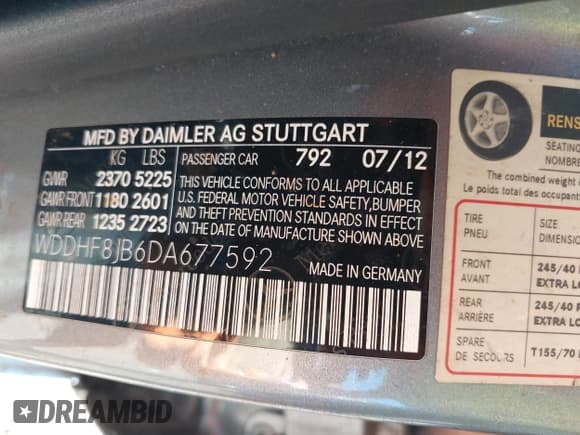 MFD BY DAIMLER AG STUTTGART
KG LBS
GVWR 2370 5225
GAWR FRONT 1180 2601
GAWR REAR 1235 2723
PASSENGER CAR 792 07/12
THIS VEHICLE CONFORMS TO ALL APPLICABLE
U.S. FEDERAL MOTOR VEHICLE SAFETY, BUMPER
AND THEFT PREVENTION STANDARDS IN EFFECT
ON THE DATE OF MANUFACTURE SHOWN ABOVE
WDDHF8JB6DA677592
MADE IN GERMANY
RENS
SEATING
NOMBRE
The combined weight
Le poids total des
TIRE SIZE
PNEU DIMENSI
FRONT 245/40
AVANT EXTRA LO
REAR 245/40
ARRIÈRE EXTRA LO
SPARE T155/70
DE SECOURS
DREAMBID